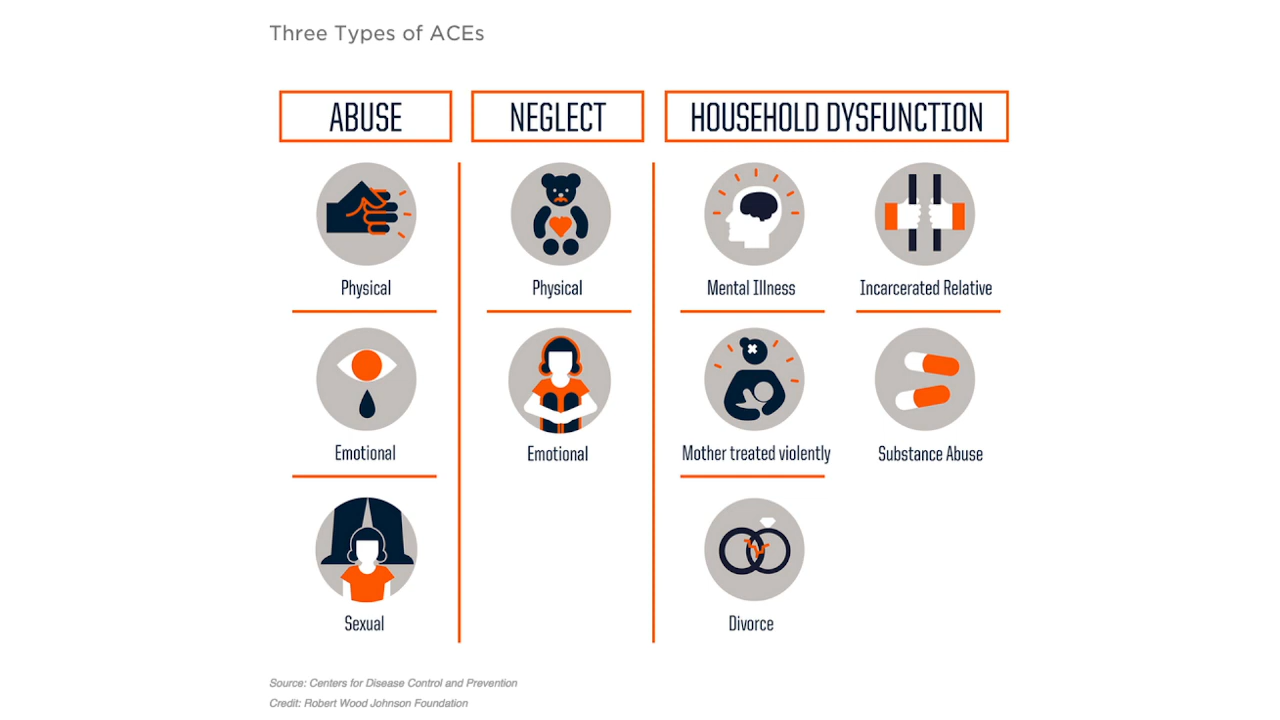 Three Types of ACEs
ABUSE
NEGLECT
HOUSEHOLD DYSFUNCTION
Physical
Physical
Mental Illness
Incarcerated Relative
Emotional
Emotional
Mother treated violently
Substance Abuse
Sexual
Divorce
Source: Centers for Disease Control and Prevention
Credit: Robert Wood Johnson Foundation